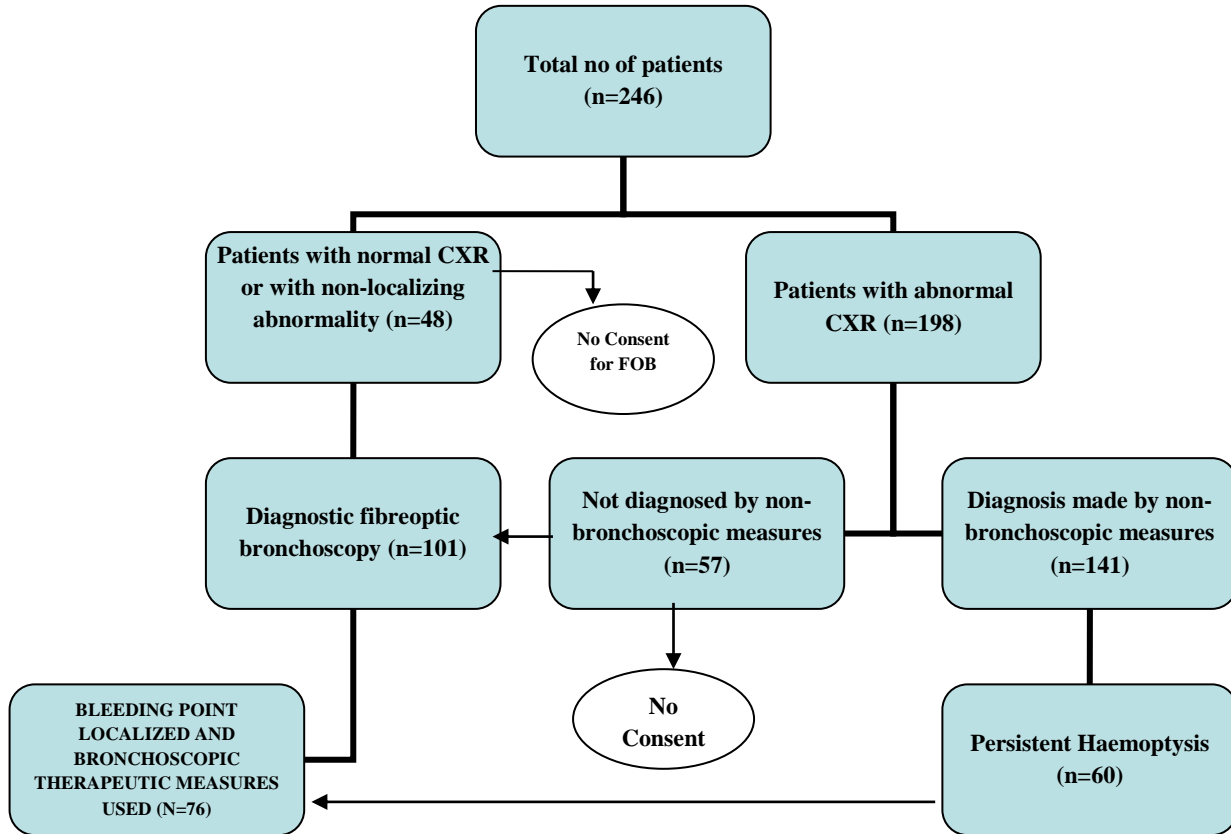 Total no of patients
(n=246)
Patients with normal CXR
or with non-localizing
abnormality (n=48)
No Consent
for FOB
Patients with abnormal
CXR (n=198)
Diagnostic fibreoptic
bronchoscopy (n=101)
Not diagnosed by non-
bronchoscopic measures
(n=57)
Diagnosis made by non-
bronchoscopic measures
(n=141)
No
Consent
BLEEDING POINT
LOCALIZED AND
BRONCHOSCOPIC
THERAPEUTIC MEASURES
USED (N=76)
Persistent Haemoptysis
(n=60)